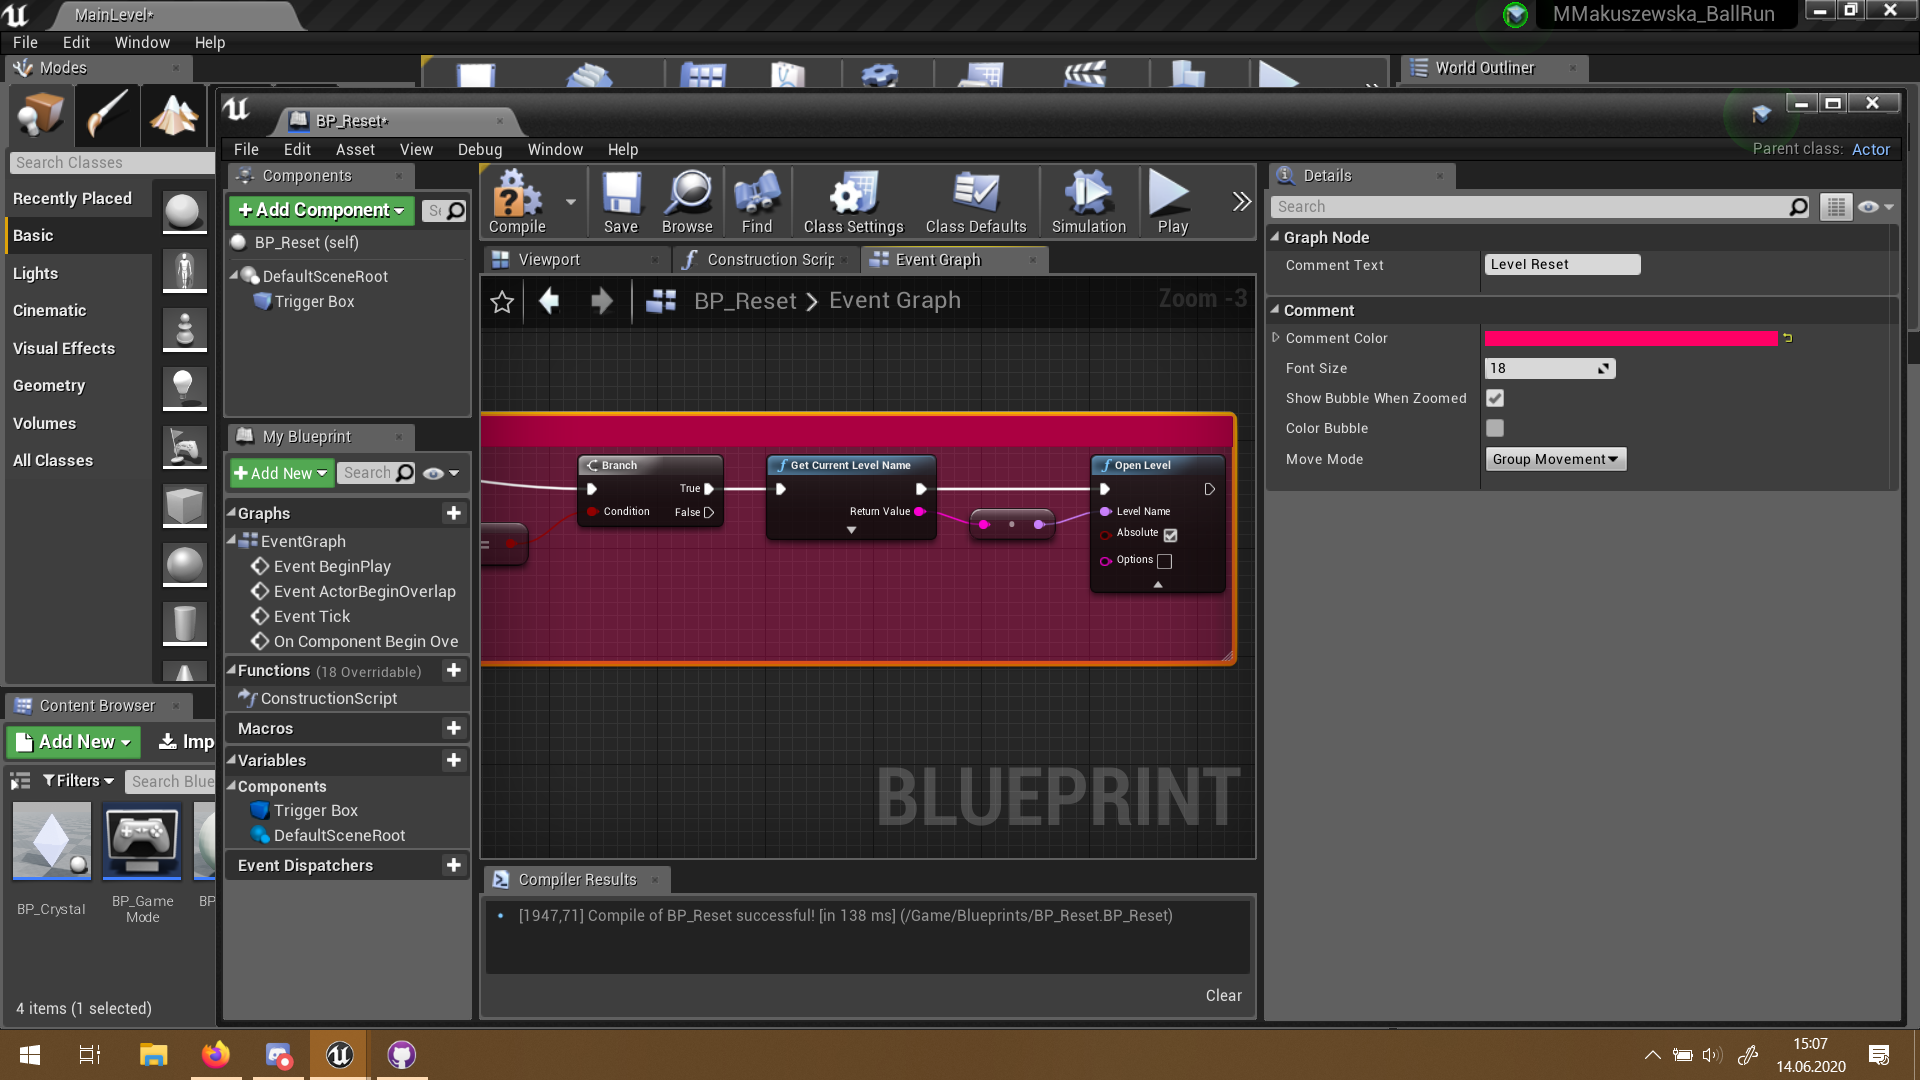 MainLevel*
MMakuszewska_BallRun
File Edit Window Help
Modes
World Outliner
BP_Reset*
File Edit Asset View Debug Window Help
Parent class: Actor
Search Classes
Recently Placed
Basic
Lights
Cinematic
Visual Effects
Geometry
Volumes
All Classes
Components
+ Add Component
BP_Reset (self)
DefaultSceneRoot
Trigger Box
My Blueprint
+ Add New
Search
Graphs
EventGraph
Event BeginPlay
Event ActorBeginOverlap
Event Tick
On Component Begin Ove
Functions (18 Overridable)
ConstructionScript
Macros
Variables
Components
Trigger Box
DefaultSceneRoot
Event Dispatchers
Compile
Save
Browse
Find
Class Settings
Class Defaults
Simulation
Play
Viewport
Construction Scrip
Event Graph
BP_Reset > Event Graph
Zoom -3
Branch
True
Condition
False
Get Current Level Name
Return Value
Open Level
Level Name
Absolute
Options
BLUEPRINT
Compiler Results
[1947,71] Compile of BP_Reset successful! [in 138 ms] (/Game/Blueprints/BP_Reset.BP_Reset)
Clear
Details
Search
Graph Node
Comment Text
Level Reset
Comment
Comment Color
Font Size
18
Show Bubble When Zoomed
Color Bubble
Move Mode
Group Movement
Content Browser
Add New
Imp
Filters
Search Blue
BP_Crystal
BP_Game
Mode
BP
4 items (1 selected)
15:07
14.06.2020